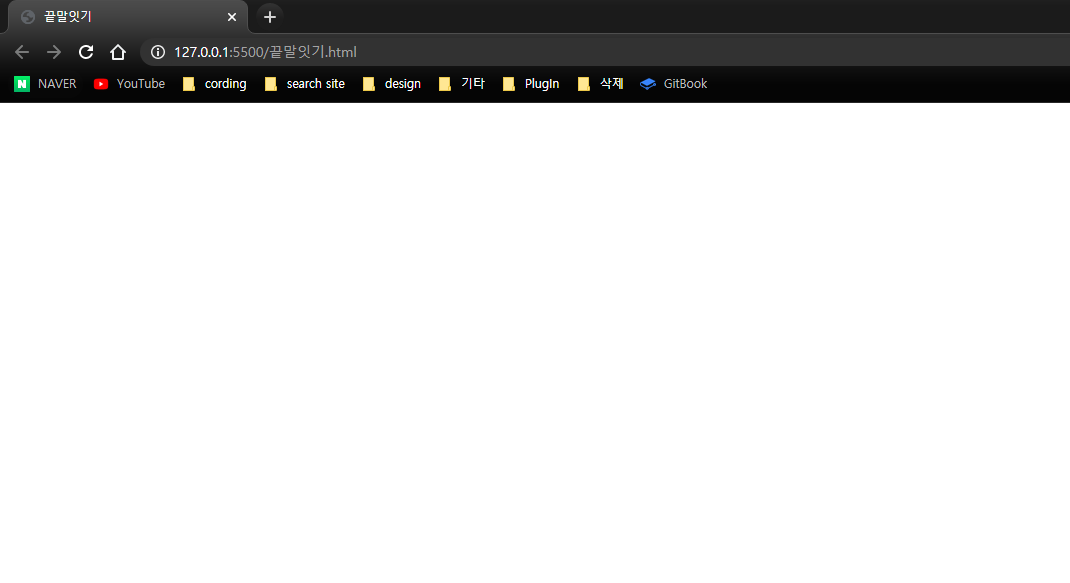 끝말잇기
127.0.0.1:5500/끝말잇기.html
N NAVER YouTube cording search site design 기타 PlugIn 삭제 GitBook